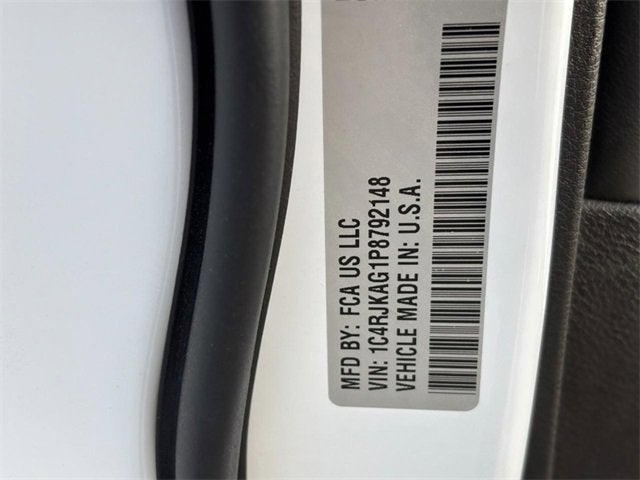 MFD BY: FCA US LLC
VIN: 1C4RJKAG1P8792148
VEHICLE MADE IN: U.S.A.